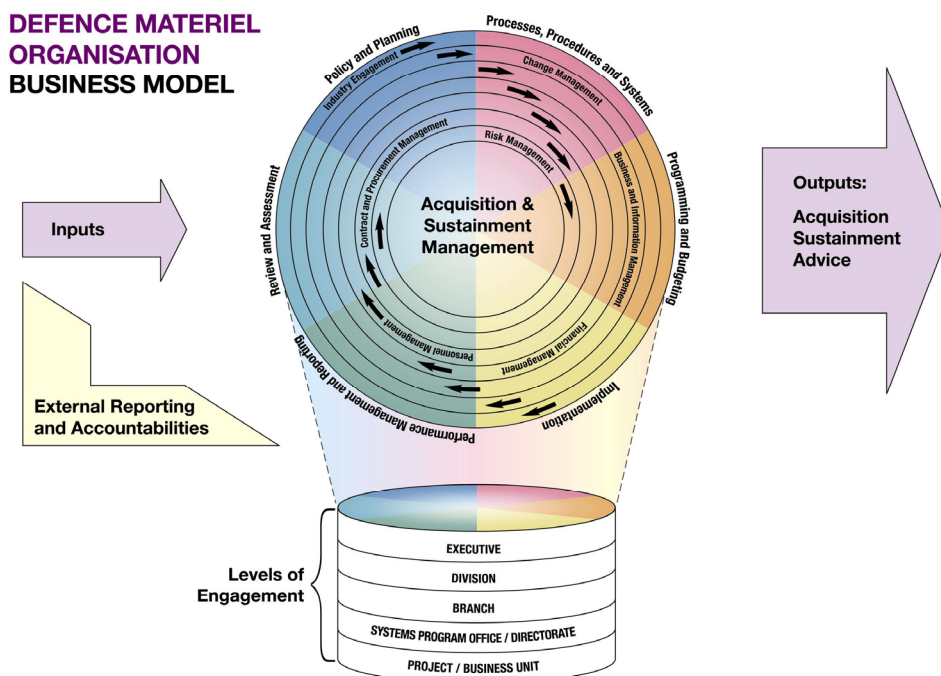 DEFENCE MATERIEL
ORGANISATION
BUSINESS MODEL
Policy and Planning
Processes, Procedures and Systems
Programming and Budgeting
Implementation
Performance Management and Reporting
Review and Assessment
Industry Engagement
Change Management
Risk Management
Business and Information Management
Financial Management
Personnel Management
Contract and Procurement Management
Acquisition &
Sustainment
Management
Inputs
External Reporting
and Accountabilities
Outputs:
Acquisition
Sustainment
Advice
Levels of
Engagement
EXECUTIVE
DIVISION
BRANCH
SYSTEMS PROGRAM OFFICE / DIRECTORATE
PROJECT / BUSINESS UNIT